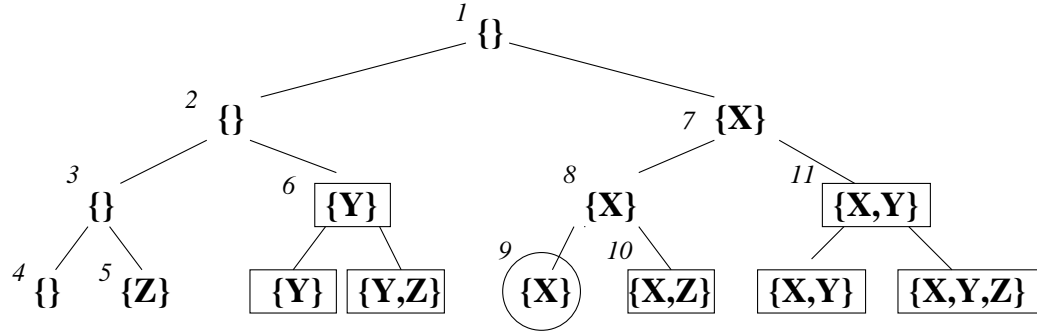 1
{}
2 {} 7 {X}
3 {} 6 {Y} 8 {X} 11 {X,Y}
4 {} 5 {Z} {Y} {Y,Z} 9 {X} 10 {X,Z} {X,Y} {X,Y,Z}